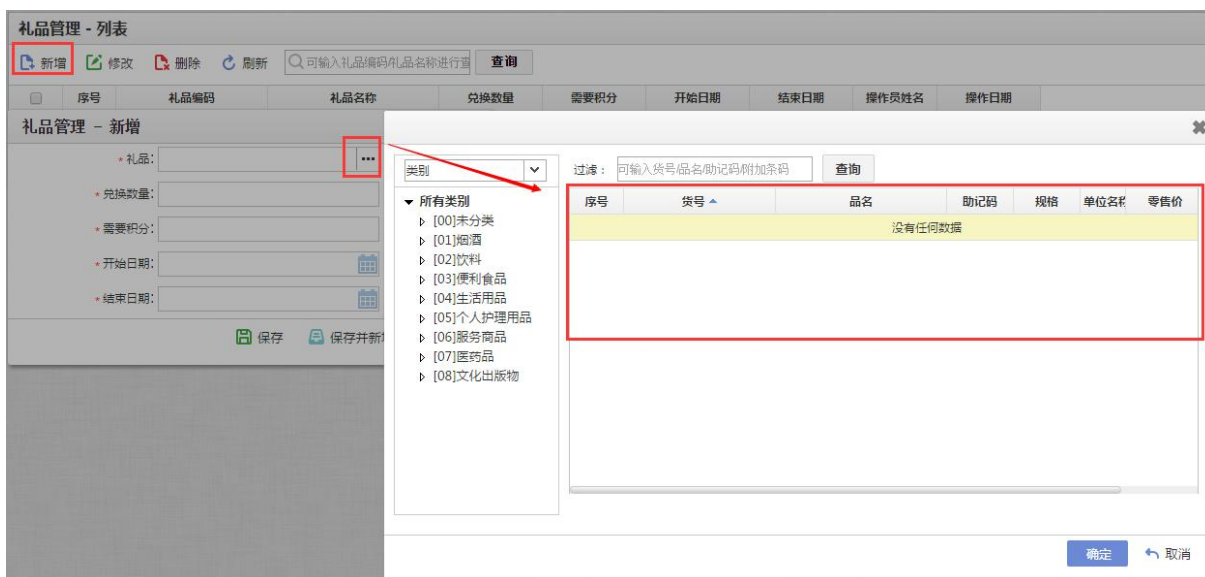 礼品管理 - 列表
新增 修改 删除 刷新 可输入礼品编码/礼品名称进行查 查询
序号 礼品编码 礼品名称 兑换数量 需要积分 开始日期 结束日期 操作员姓名 操作日期
礼品管理 - 新增
*礼品: ...
*兑换数量:
*需要积分:
*开始日期:
*结束日期:
保存 保存并新增
类别
所有类别
[00]未分类
[01]烟酒
[02]饮料
[03]便利食品
[04]生活用品
[05]个人护理用品
[06]服务商品
[07]医药品
[08]文化出版物
过滤: 可输入货号/品名/助记码/附加条码 查询
序号 货号 品名 助记码 规格 单位名称 零售价
没有任何数据
确定 取消